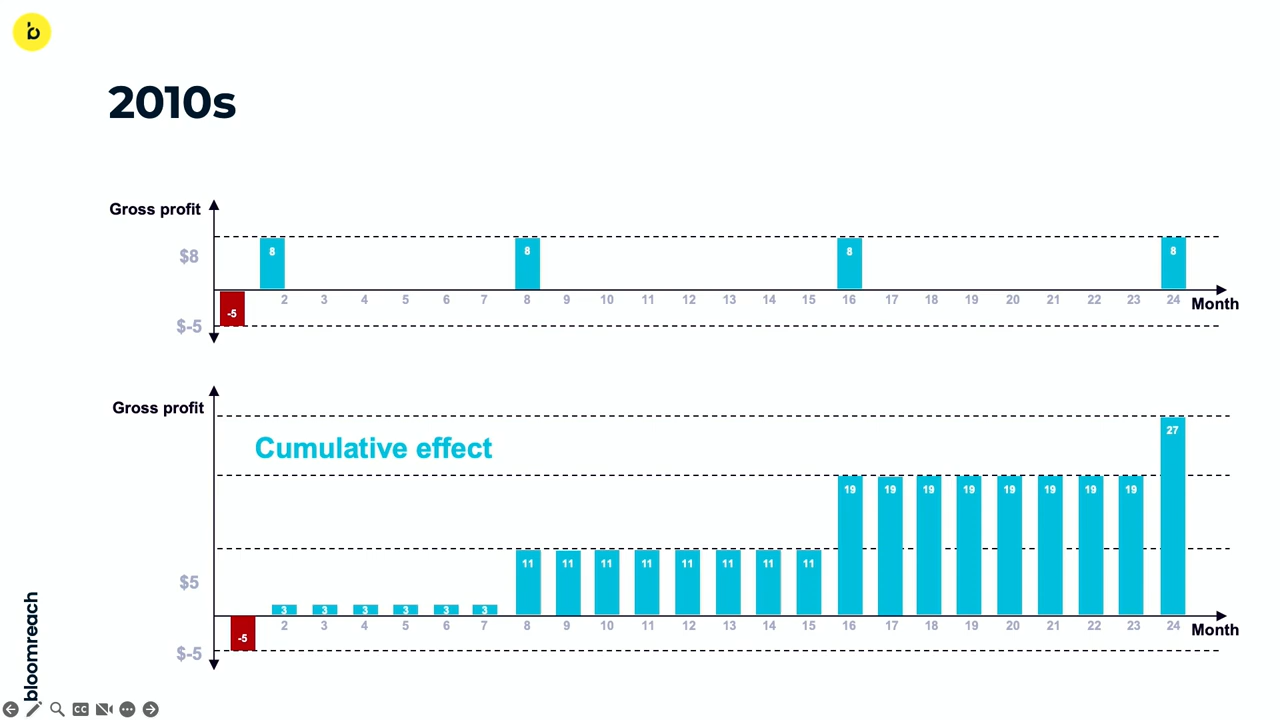 b
2010s
Gross profit
$8
8 8 8 8
2 3 4 5 6 7 8 9 10 11 12 13 14 15 16 17 18 19 20 21 22 23 24
Month
-5
$-5
Gross profit
Cumulative effect
27
19 19 19 19 19 19 19 19
11 11 11 11 11 11 11 11
$5
3 3 3 3 3 3
2 3 4 5 6 7 8 9 10 11 12 13 14 15 16 17 18 19 20 21 22 23 24
Month
-5
$-5
bloomreach
CC